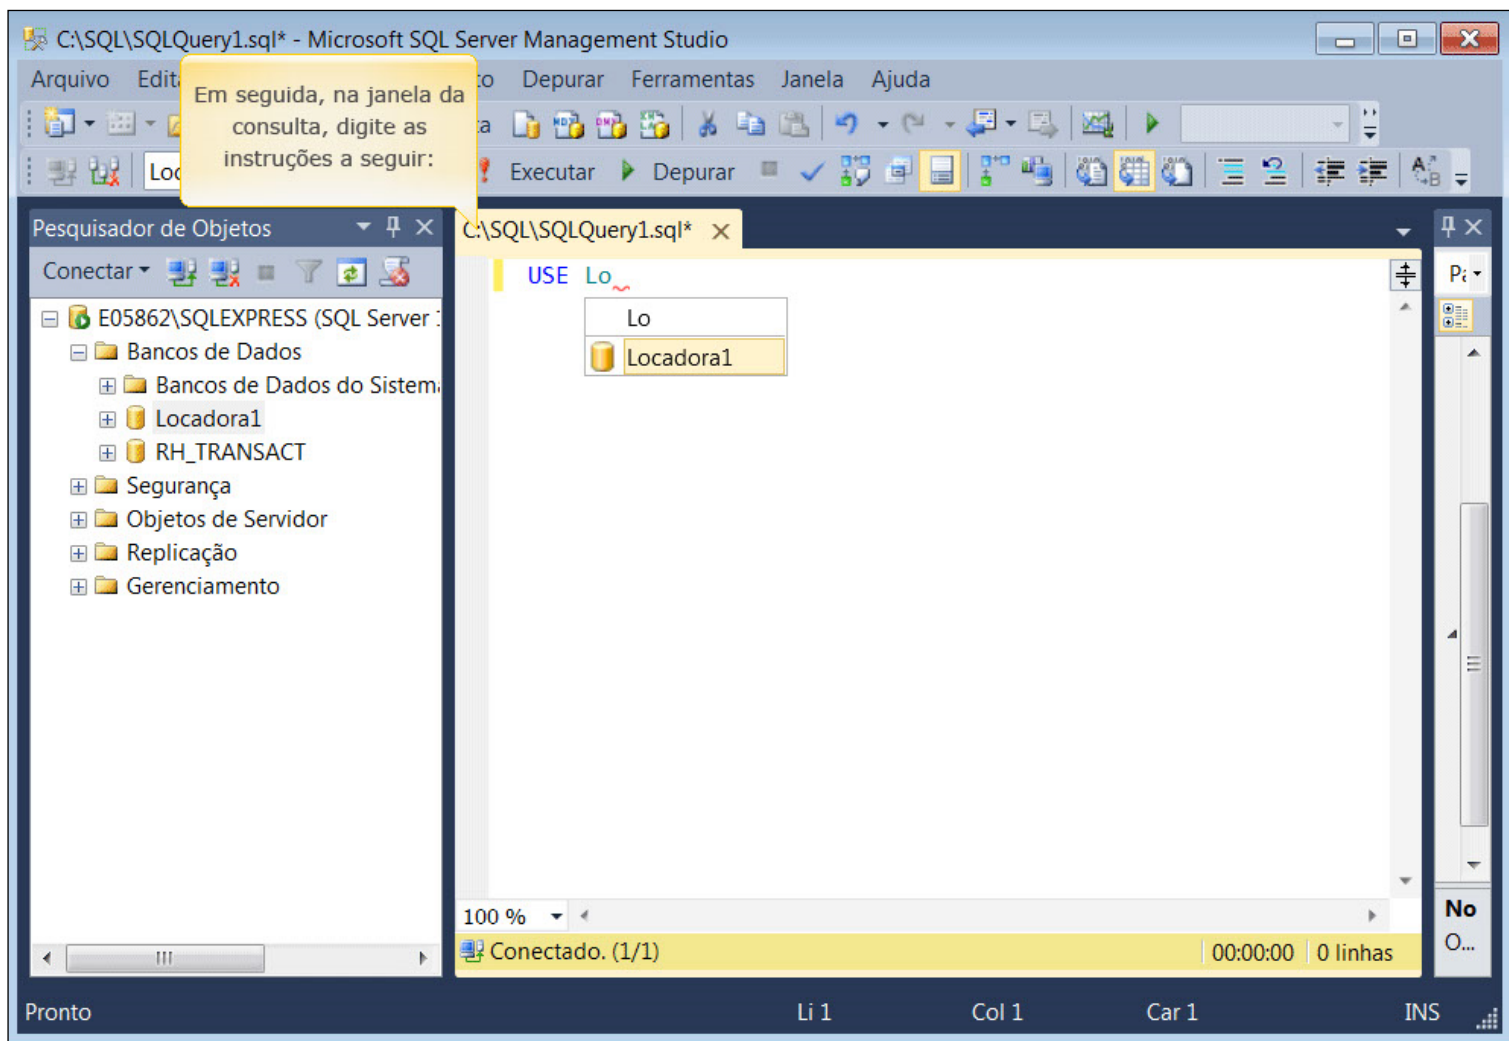 C:\SQL\SQLQuery1.sql* - Microsoft SQL Server Management Studio
Arquivo Depurar Ferramentas Janela Ajuda
Em seguida, na janela da
consulta, digite as
instruções a seguir:
Executar Depurar
Pesquisador de Objetos
Conectar
E05862\SQLEXPRESS (SQL Server
Bancos de Dados
Bancos de Dados do Sistema
Locadora1
RH_TRANSACT
Segurança
Objetos de Servidor
Replicação
Gerenciamento
C:\SQL\SQLQuery1.sql*
USE Lo
Lo
Locadora1
100 %
Conectado. (1/1) 00:00:00 0 linhas
No
O...
Pronto Li 1 Col 1 Car 1 INS